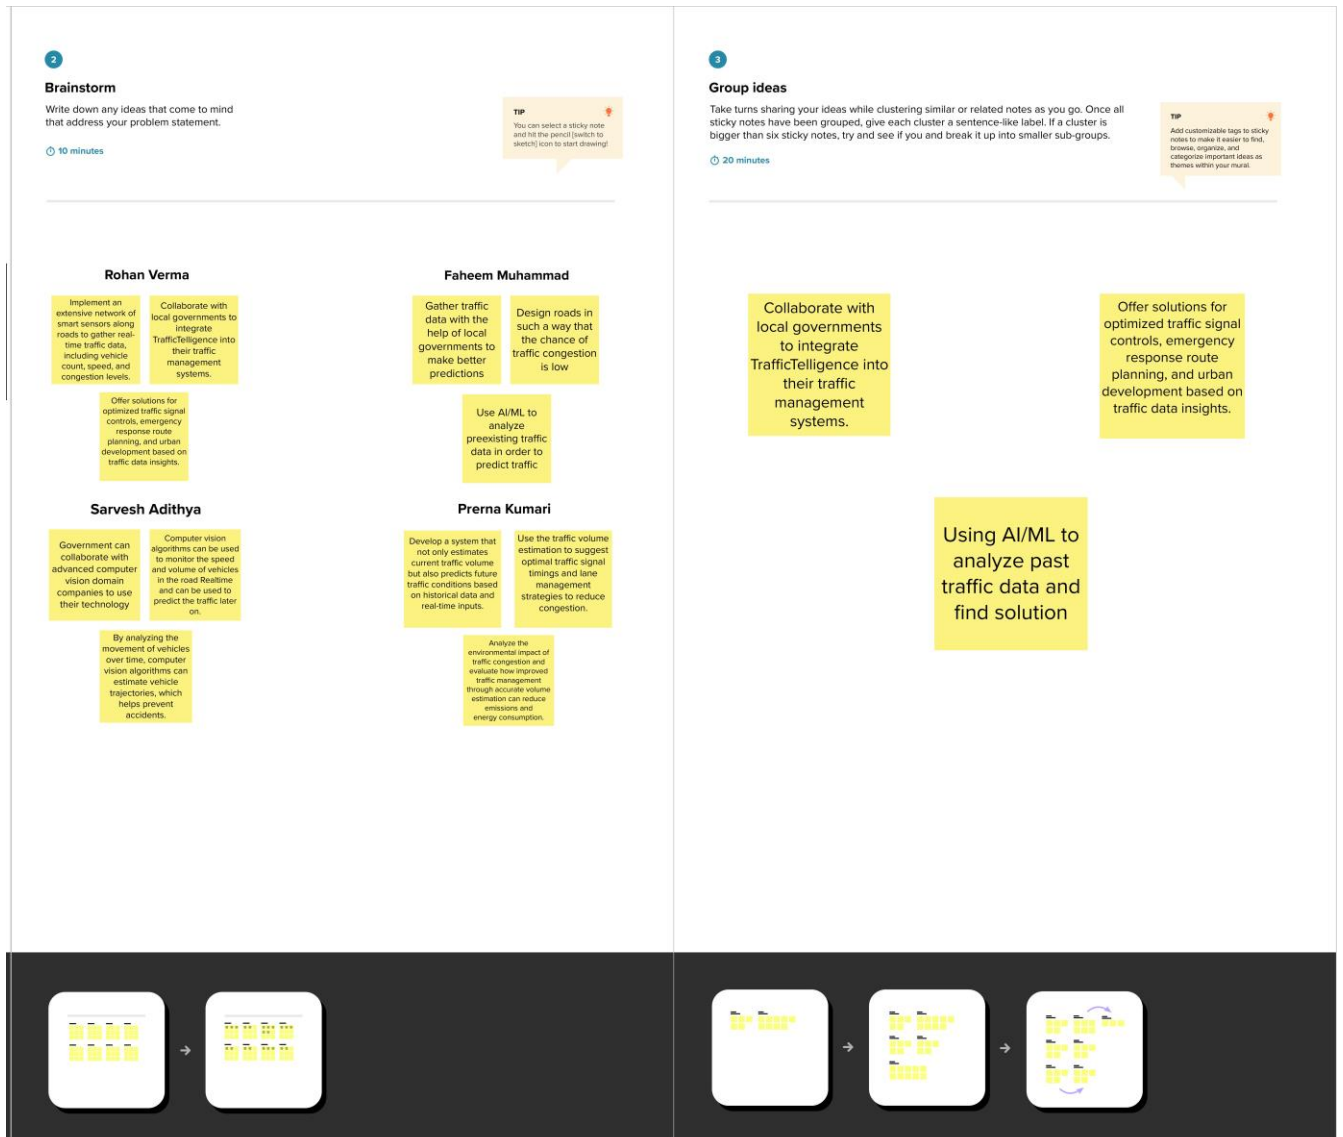 2
Brainstorm
Write down any ideas that come to mind
that address your problem statement.
10 minutes
TIP
You can select a sticky note
and hit the pencil [switch to
sketch] icon to start drawing!
Rohan Verma
Implement an
extensive network of
smart sensors along
roads to gather real-
time traffic data,
including vehicle
count, speed, and
congestion levels.
Collaborate with
local governments to
integrate
TrafficTelligence into
their traffic
management
systems.
Offer solutions for
optimized traffic signal
controls, emergency
response route
planning, and urban
development based on
traffic data insights.
Faheem Muhammad
Gather traffic
data with the
help of local
governments to
make better
predictions
Design roads in
such a way that
the chance of
traffic congestion
is low
Use AI/ML to
analyze
preexisting traffic
data in order to
predict traffic
Sarvesh Adithya
Government can
collaborate with
advanced computer
vision domain
companies to use
their technology
Computer vision
algorithms can be used
to monitor the speed
and volume of vehicles
in the road Realtime
and can be used to
predict the traffic later
on.
By analyzing the
movement of vehicles
over time, computer
vision algorithms can
estimate vehicle
trajectories, which
helps prevent
accidents.
Prerna Kumari
Develop a system that
not only estimates
current traffic volume
but also predicts future
traffic conditions based
on historical data and
real-time inputs.
Use the traffic volume
estimation to suggest
optimal traffic signal
timings and lane
management
strategies to reduce
congestion.
Analyze the
environmental impact of
traffic congestion and
evaluate how improved
traffic management
through accurate volume
estimation can reduce
emissions and
energy consumption.
3
Group ideas
Take turns sharing your ideas while clustering similar or related notes as you go. Once all
sticky notes have been grouped, give each cluster a sentence-like label. If a cluster is
bigger than six sticky notes, try and see if you and break it up into smaller sub-groups.
20 minutes
TIP
Add customizable tags to sticky
notes to make it easier to find,
browse, organize, and
categorize important ideas as
themes within your mural.
Collaborate with
local governments
to integrate
TrafficTelligence into
their traffic
management
systems.
Offer solutions for
optimized traffic signal
controls, emergency
response route
planning, and urban
development based on
traffic data insights.
Using AI/ML to
analyze past
traffic data and
find solution